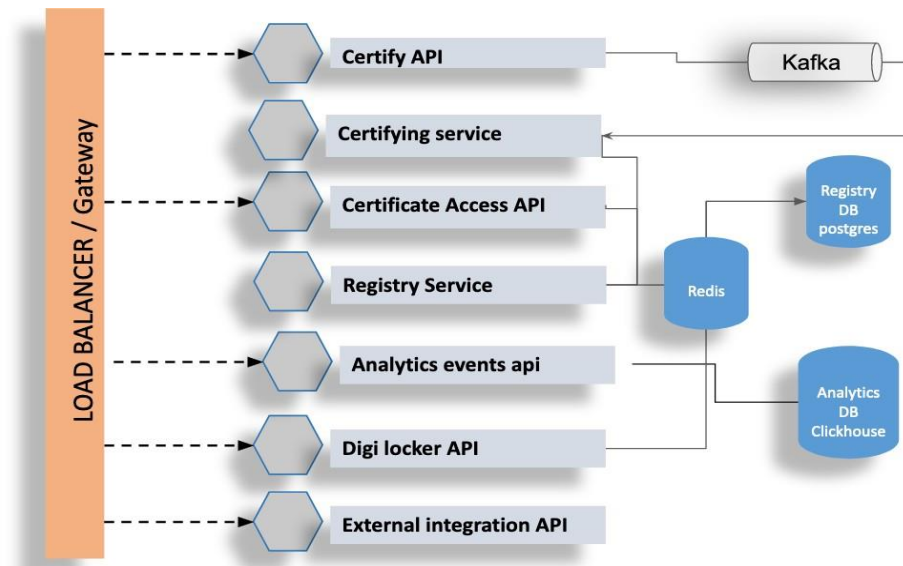 LOAD BALANCER / Gateway
Certify API
Kafka
Certifying service
Certificate Access API
Registry
DB
postgres
Registry Service
Redis
Analytics events api
Analytics
DB
Clickhouse
Digi locker API
External integration API